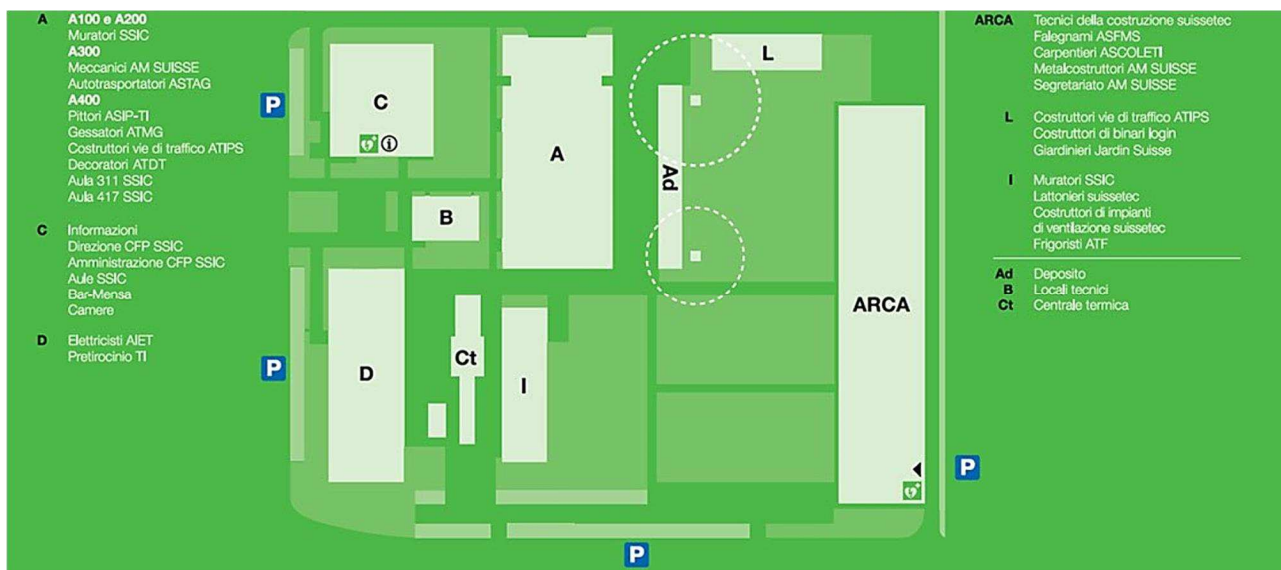 A A100 e A200
Muratori SSIC
A300
Meccanici AM SUISSE
Autotrasportatori ASTAG
A400
Pittori ASIP-TI
Gessatori ATMG
Costruttori vie di traffico ATIPS
Decoratori ATDT
Aula 311 SSIC
Aula 417 SSIC
C Informazioni
Direzione CFP SSIC
Amministrazione CFP SSIC
Aule SSIC
Bar-Mensa
Camere
D Elettricisti AIET
Pretirocinio TI
P
C
i
A
L
Ad
B
P
D
Ct
I
ARCA
P
P
ARCA Tecnici della costruzione suissetec
Falegnami ASFMS
Carpentieri ASCOLETI
Metalcostruttori AM SUISSE
Segretariato AM SUISSE
L Costruttori vie di traffico ATIPS
Costruttori di binari login
Giardinieri Jardin Suisse
I Muratori SSIC
Lattonieri suissetec
Costruttori di impianti
di ventilazione suissetec
Frigoristi ATF
Ad Deposito
B Locali tecnici
Ct Centrale termica